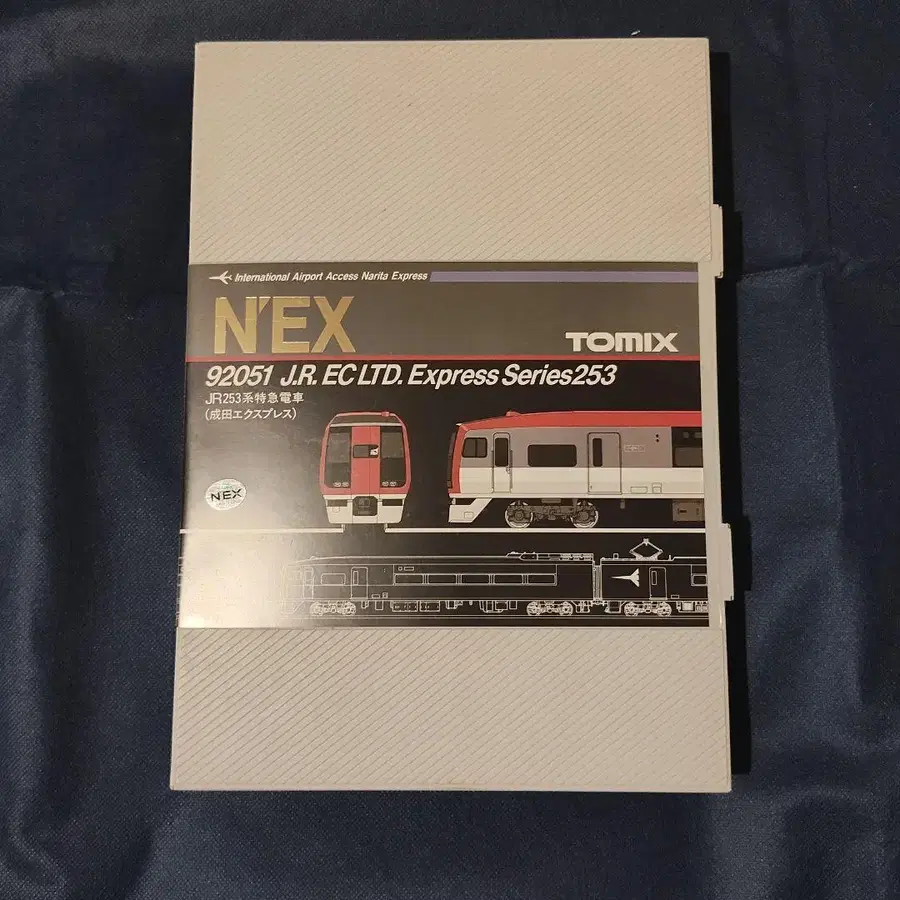 International Airport Access Narita Express
N'EX
TOMIX
92051 J.R. EC LTD. Express Series253
JR253系特急電車
(成田エクスプレス)
NEX